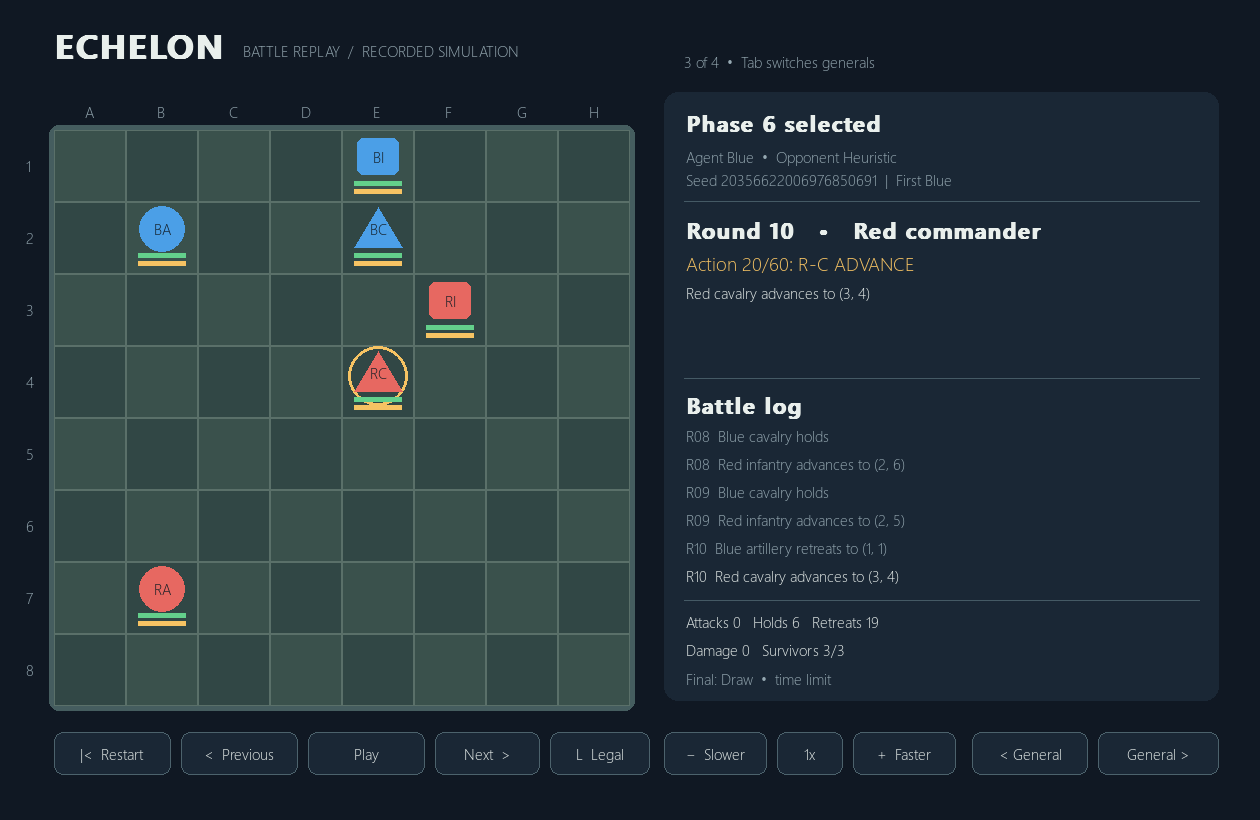 ECHELON BATTLE REPLAY / RECORDED SIMULATION
3 of 4 • Tab switches generals
A B C D E F G H
1
2
3
4
5
6
7
8
BI
BA
BC
RI
RC
RA
Phase 6 selected
Agent Blue • Opponent Heuristic
Seed 20356622006976850691 | First Blue
Round 10 • Red commander
Action 20/60: R-C ADVANCE
Red cavalry advances to (3, 4)
Battle log
R08 Blue cavalry holds
R08 Red infantry advances to (2, 6)
R09 Blue cavalry holds
R09 Red infantry advances to (2, 5)
R10 Blue artillery retreats to (1, 1)
R10 Red cavalry advances to (3, 4)
Attacks 0 Holds 6 Retreats 19
Damage 0 Survivors 3/3
Final: Draw • time limit
|< Restart
< Previous
Play
Next >
L Legal
– Slower
1x
+ Faster
< General
General >